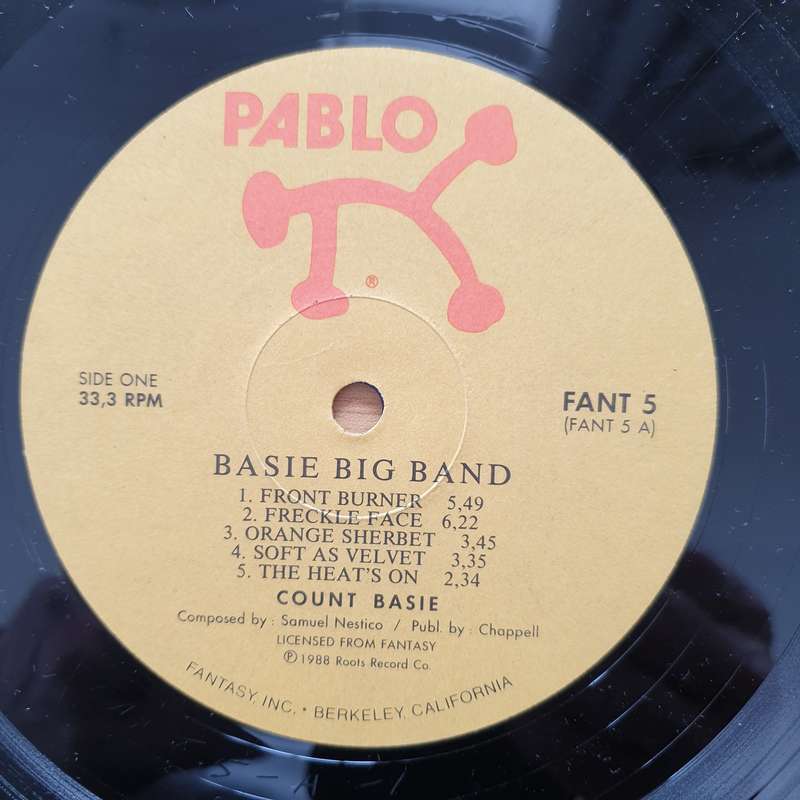 PABLO
®
SIDE ONE
33,3 RPM
FANT 5
(FANT 5 A)
BASIE BIG BAND
1. FRONT BURNER 5,49
2. FRECKLE FACE 6,22
3. ORANGE SHERBET 3,45
4. SOFT AS VELVET 3,35
5. THE HEAT'S ON 2,34
COUNT BASIE
Composed by : Samuel Nestico / Publ. by : Chappell
LICENSED FROM FANTASY
℗ 1988 Roots Record Co.
FANTASY, INC. • BERKELEY, CALIFORNIA